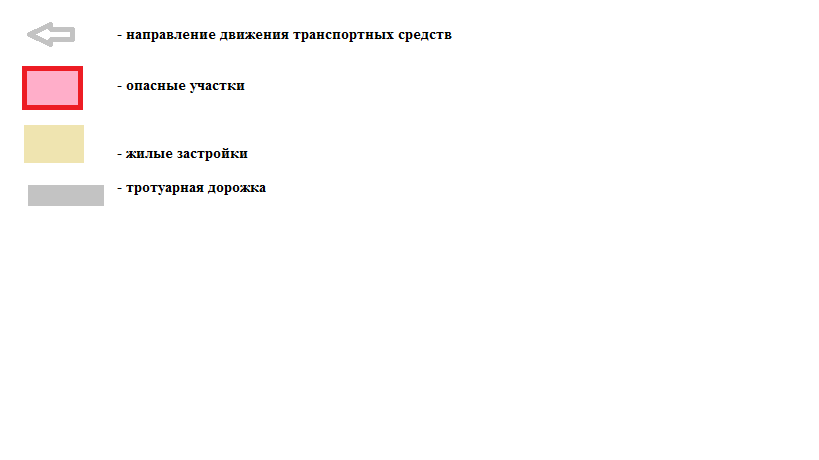 - направление движения транспортных средств
- опасные участки
- жилые застройки
- тротуарная дорожка